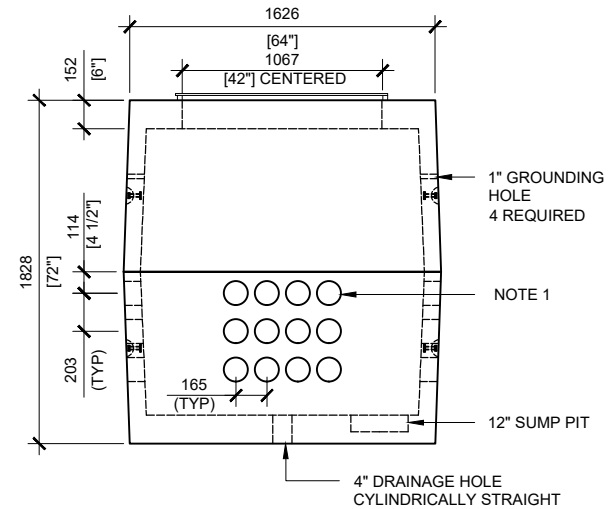 1626
[64"]
1067
[42"] CENTERED
152
[6"]
1" GROUNDING
HOLE
4 REQUIRED
114
[4 1/2"]
1828
[72"]
NOTE 1
203
(TYP)
165
(TYP)
12" SUMP PIT
4" DRAINAGE HOLE
CYLINDRICALLY STRAIGHT